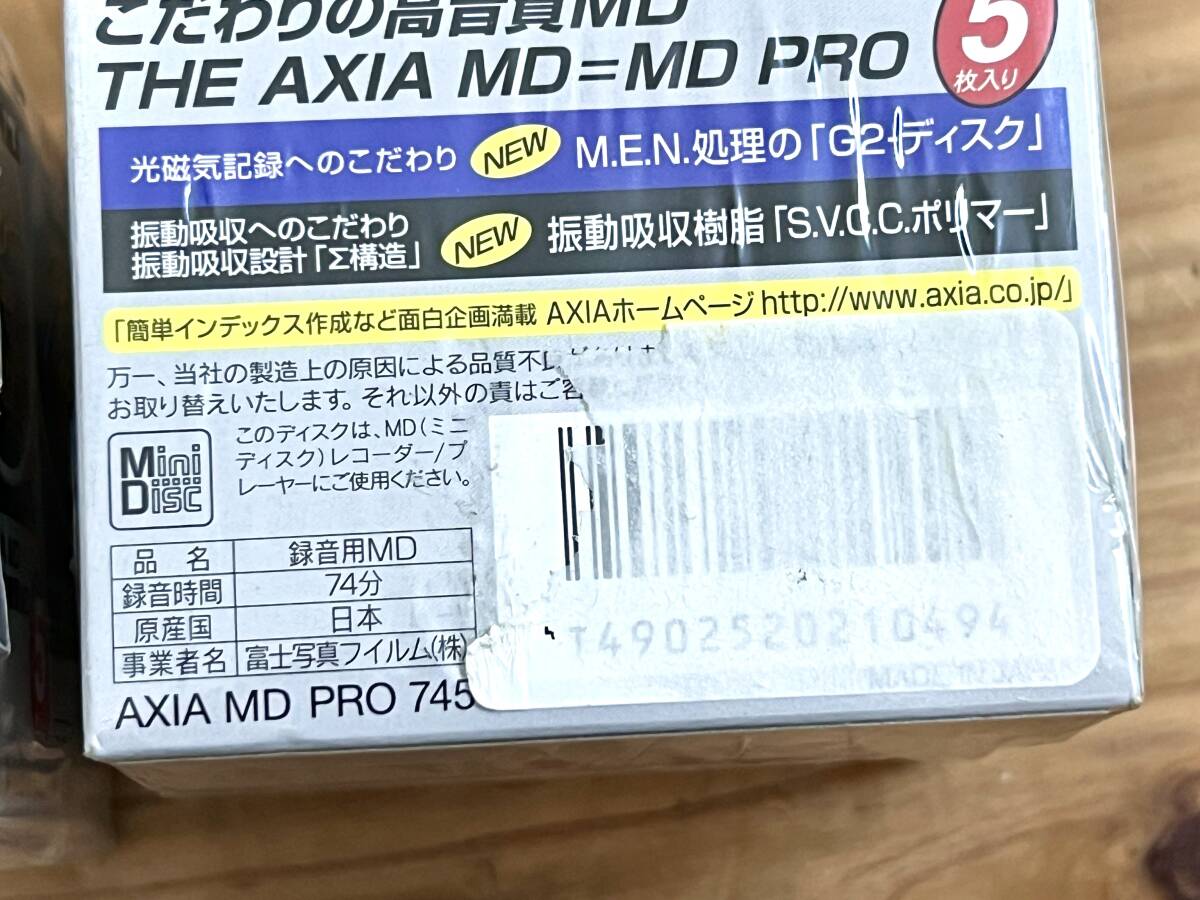 こだわりの高音質MD
THE AXIA MD=MD PRO
5
枚入り
光磁気記録へのこだわり NEW M.E.N.処理の「G2-ディスク」
振動吸収へのこだわり
振動吸収設計「Σ構造」 NEW 振動吸収樹脂「S.V.C.C.ポリマー」
「簡単インデックス作成など面白企画満載 AXIAホームページ http://www.axia.co.jp/」
万一、当社の製造上の原因による品質不良が
お取り替えいたします。それ以外の責はご容
Mini
Disc
このディスクは、MD(ミニ
ディスク)レコーダー/プ
レーヤーにご使用ください。
品 名 録音用MD
録音時間 74分
原産国 日本
事業者名 富士写真フイルム(株)
T4902520210494
MADE IN JAPAN
AXIA MD PRO 745